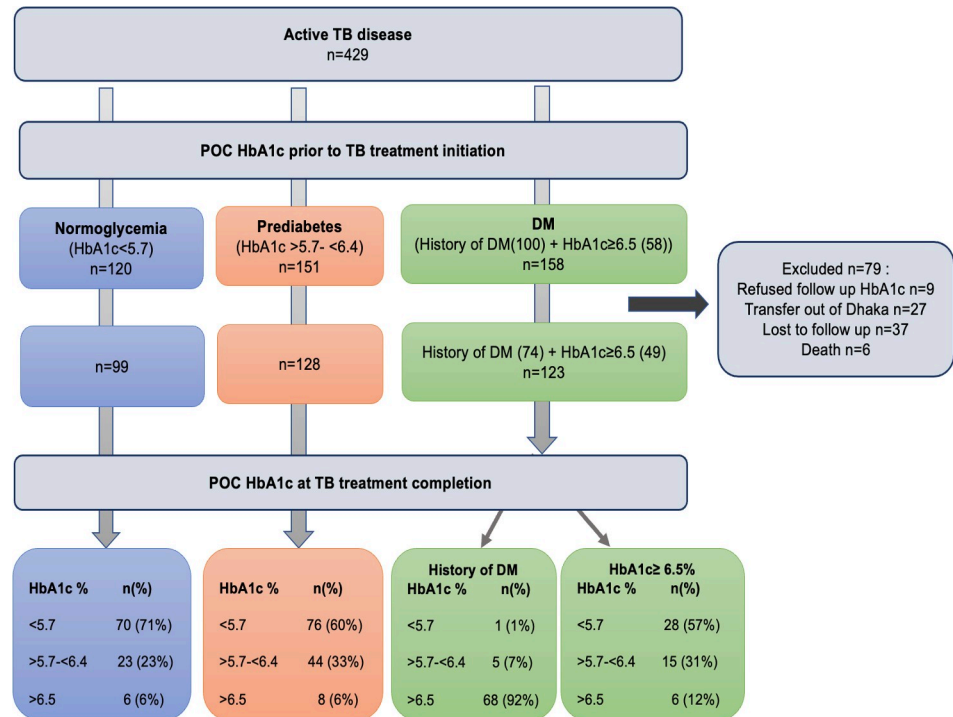 Active TB disease
n=429
POC HbA1c prior to TB treatment initiation
Normoglycemia
(HbA1c<5.7)
n=120
Prediabetes
(HbA1c >5.7- <6.4)
n=151
DM
(History of DM(100) + HbA1c≥6.5 (58))
n=158
Excluded n=79 :
Refused follow up HbA1c n=9
Transfer out of Dhaka n=27
Lost to follow up n=37
Death n=6
n=99
n=128
History of DM (74) + HbA1c≥6.5 (49)
n=123
POC HbA1c at TB treatment completion
HbA1c % n(%)
<5.7 70 (71%)
>5.7-<6.4 23 (23%)
>6.5 6 (6%)
HbA1c % n(%)
<5.7 76 (60%)
>5.7-<6.4 44 (33%)
>6.5 8 (6%)
History of DM
HbA1c % n(%)
<5.7 1 (1%)
>5.7-<6.4 5 (7%)
>6.5 68 (92%)
HbA1c≥ 6.5%
HbA1c % n(%)
<5.7 28 (57%)
>5.7-<6.4 15 (31%)
>6.5 6 (12%)